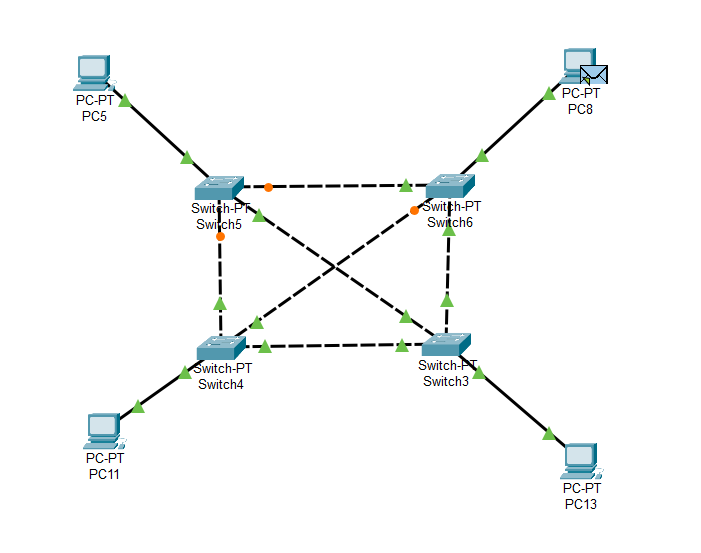 PC-PT
PC5
PC-PT
PC8
Switch-PT
Switch5
Switch-PT
Switch6
Switch-PT
Switch4
Switch-PT
Switch3
PC-PT
PC11
PC-PT
PC13